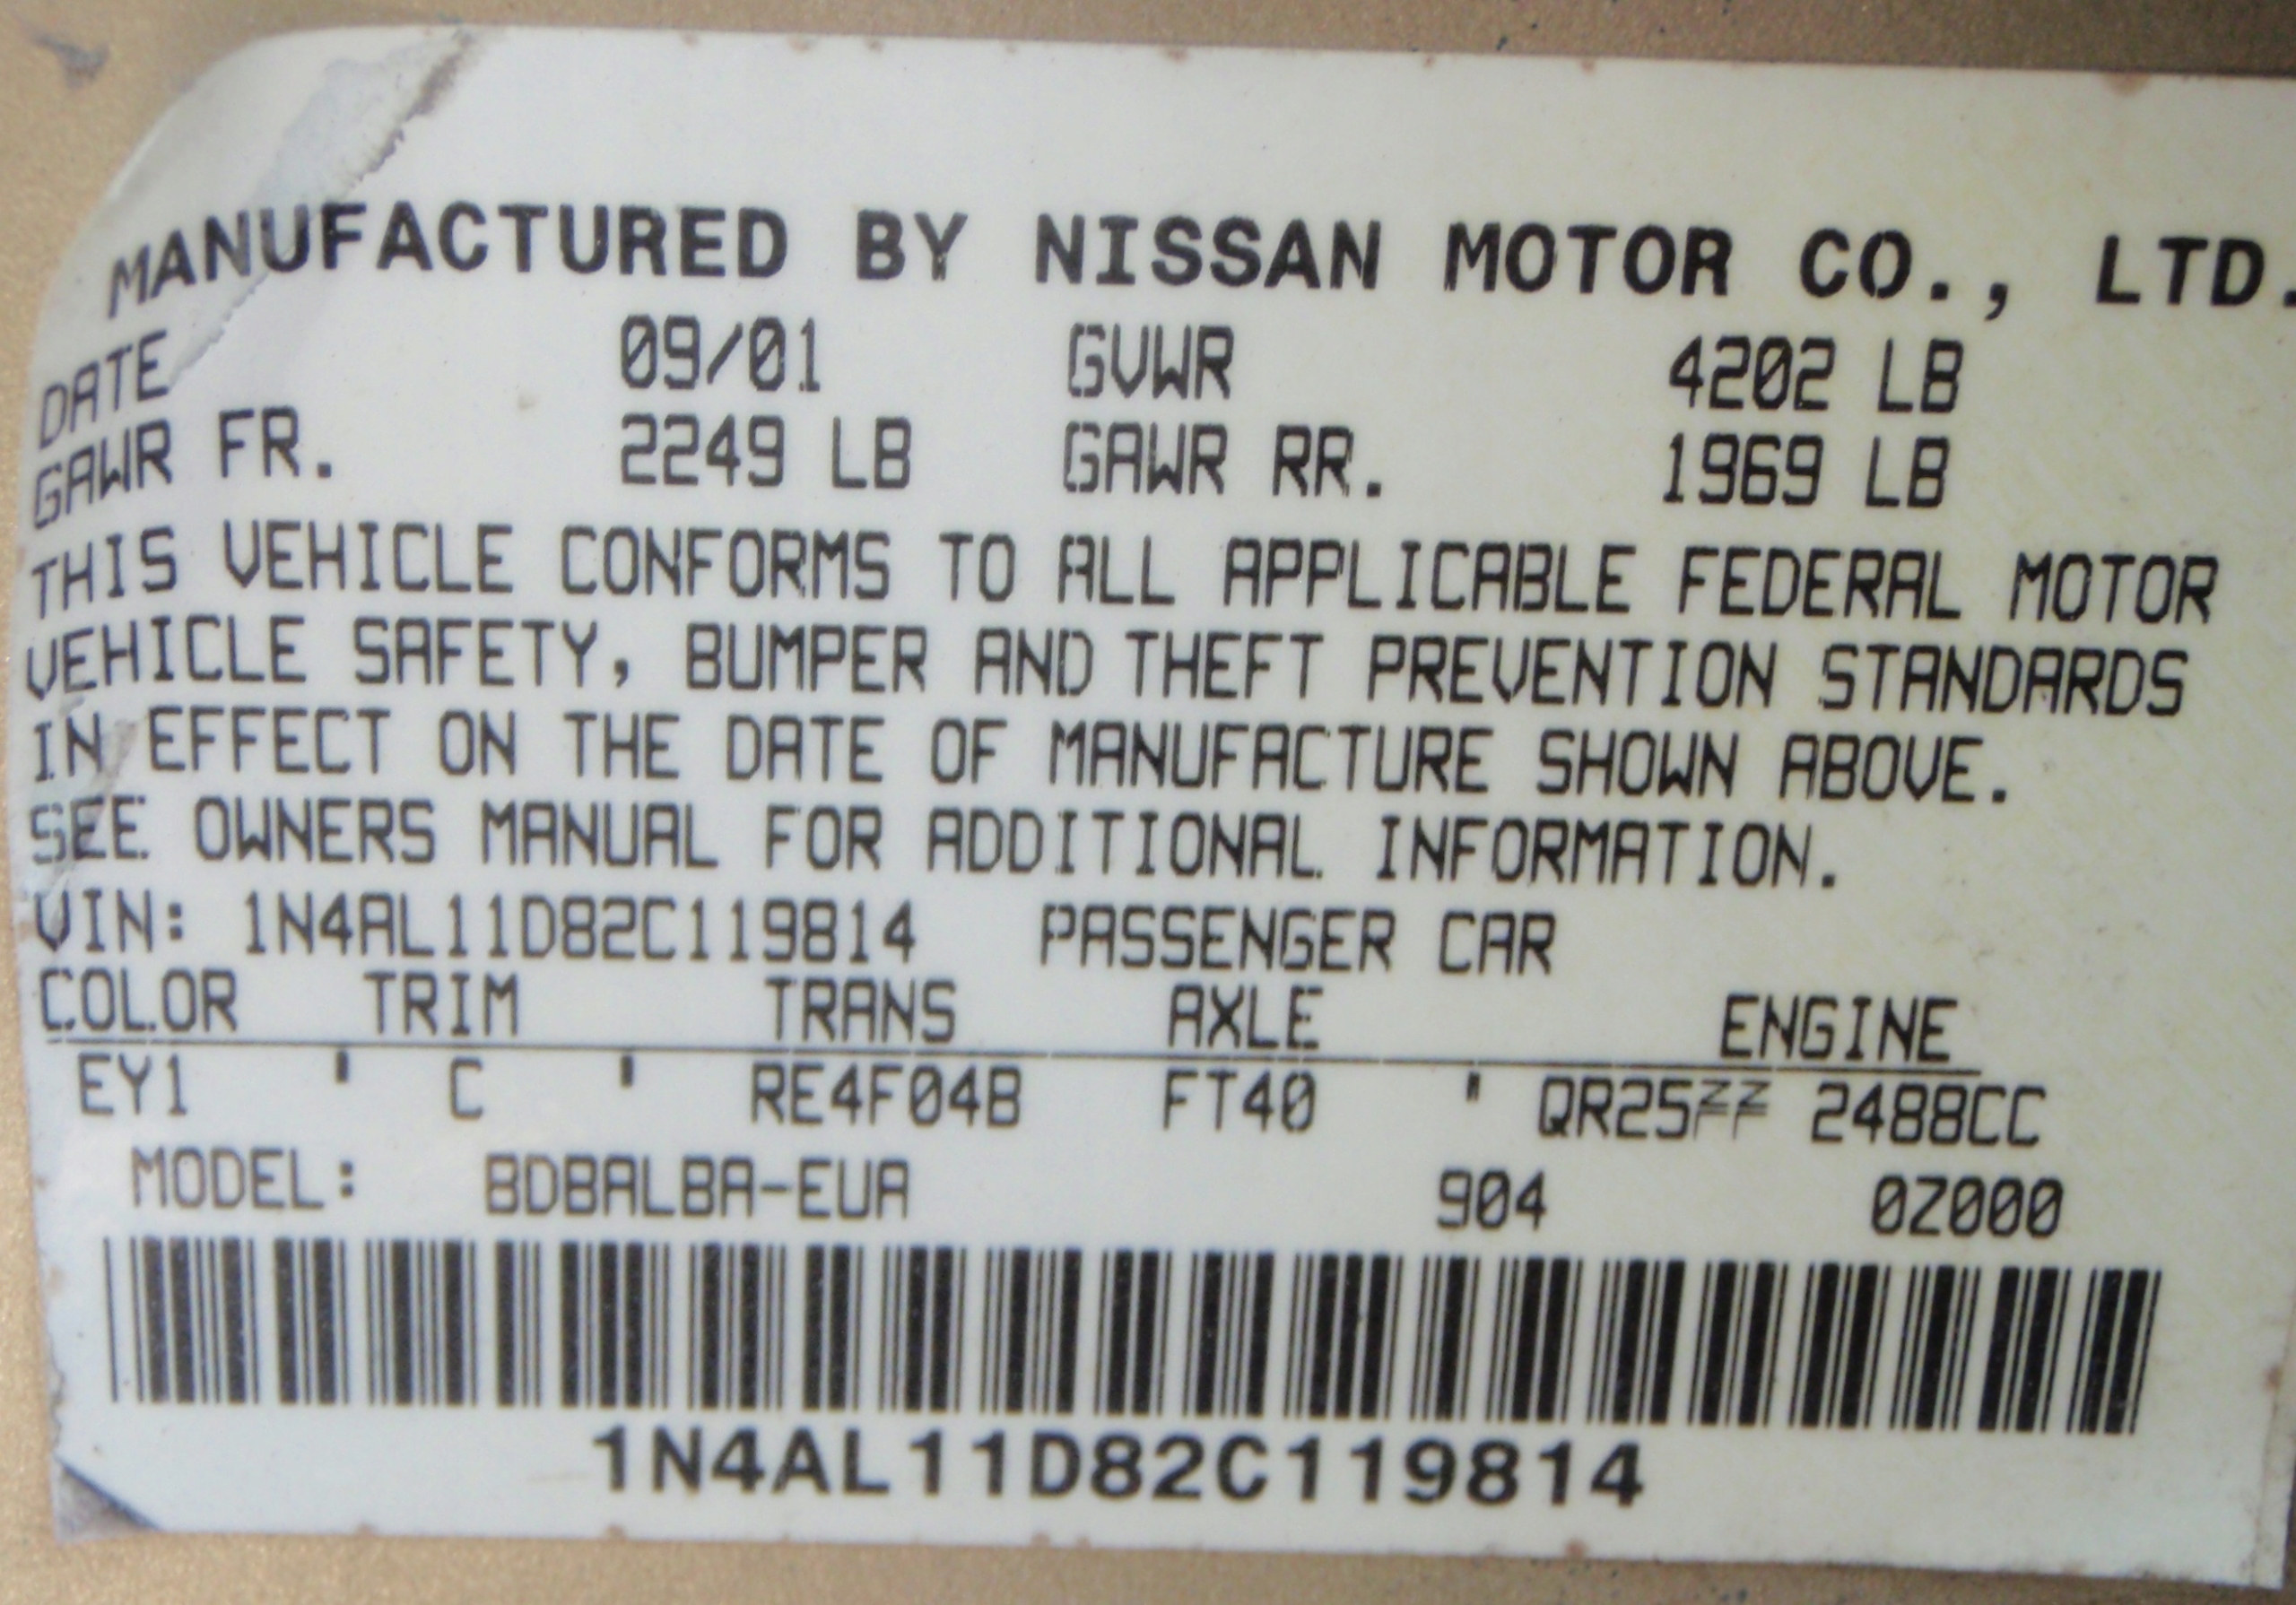 MANUFACTURED BY NISSAN MOTOR CO., LTD.
DATE 09/01 GVWR 4202 LB
GAWR FR. 2249 LB GAWR RR. 1969 LB
THIS VEHICLE CONFORMS TO ALL APPLICABLE FEDERAL MOTOR
VEHICLE SAFETY, BUMPER AND THEFT PREVENTION STANDARDS
IN EFFECT ON THE DATE OF MANUFACTURE SHOWN ABOVE.
SEE OWNERS MANUAL FOR ADDITIONAL INFORMATION.
VIN: 1N4AL11D82C119814 PASSENGER CAR
COLOR TRIM TRANS AXLE ENGINE
EY1 ' C ' RE4F04B FT40 ' QR25 2488CC
MODEL: BDBALBA-EUA 904 0Z000
1N4AL11D82C119814